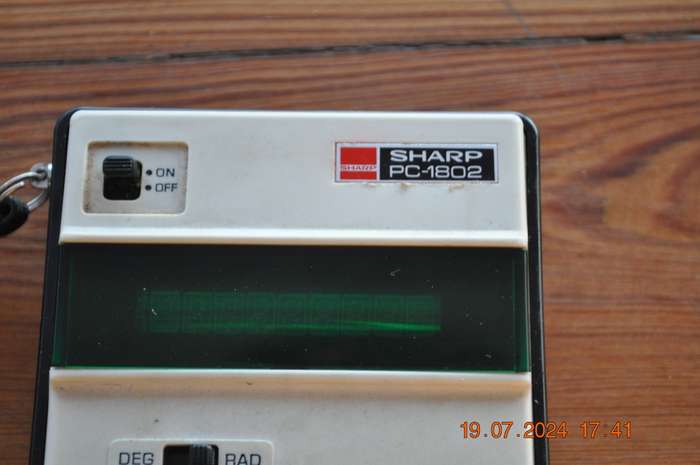 ON
OFF
SHARP
SHARP
PC-1802
DEG
RAD
19.07.2024 17.41